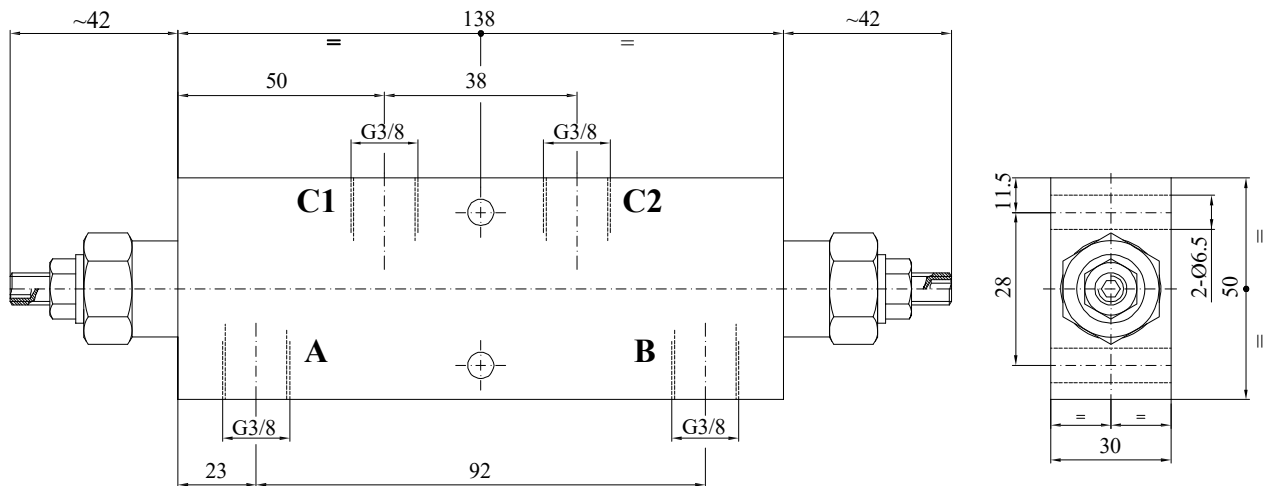 ~42
138
~42
=
=
50
38
G3/8
G3/8
C1
C2
A
B
G3/8
G3/8
23
92
11.5
28
2-Ø6.5
50
=
=
=
=
30